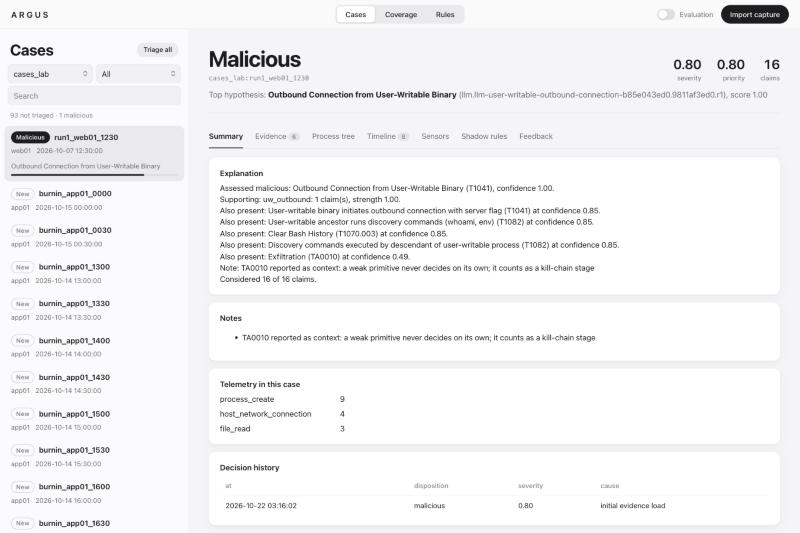 ARGUS
Cases
Coverage
Rules
Evaluation
Import capture
Cases
Triage all
cases_lab
All
Search
93 not triaged · 1 malicious
Malicious run1_web01_1230
web01 2026-10-07 12:30:00
Outbound Connection from User-Writable Binary
New burnin_app01_0000
app01 2026-10-15 00:00:00
New burnin_app01_0030
app01 2026-10-15 00:30:00
New burnin_app01_1300
app01 2026-10-14 13:00:00
New burnin_app01_1330
app01 2026-10-14 13:30:00
New burnin_app01_1400
app01 2026-10-14 14:00:00
New burnin_app01_1430
app01 2026-10-14 14:30:00
New burnin_app01_1500
app01 2026-10-14 15:00:00
New burnin_app01_1530
app01 2026-10-14 15:30:00
New burnin_app01_1600
app01 2026-10-14 16:00:00
New burnin_app01_1630
Malicious
cases_lab:run1_web01_1230
0.80 severity
0.80 priority
16 claims
Top hypothesis: Outbound Connection from User-Writable Binary (llm.llm-user-writable-outbound-connection-b85e043ed0.9811af3ed0.r1), score 1.00
Summary
Evidence 6
Process tree
Timeline 8
Sensors
Shadow rules
Feedback
Explanation
Assessed malicious: Outbound Connection from User-Writable Binary (T1041), confidence 1.00.
Supporting: uw_outbound: 1 claim(s), strength 1.00.
Also present: User-writable binary initiates outbound connection with server flag (T1041) at confidence 0.85.
Also present: User-writable ancestor runs discovery commands (whoami, env) (T1082) at confidence 0.85.
Also present: Clear Bash History (T1070.003) at confidence 0.85.
Also present: Discovery commands executed by descendant of user-writable process (T1082) at confidence 0.85.
Also present: Exfiltration (TA0010) at confidence 0.49.
Note: TA0010 reported as context: a weak primitive never decides on its own; it counts as a kill-chain stage
Considered 16 of 16 claims.
Notes
• TA0010 reported as context: a weak primitive never decides on its own; it counts as a kill-chain stage
Telemetry in this case
process_create 9
host_network_connection 4
file_read 3
Decision history
at disposition severity cause
2026-10-22 03:16:02 malicious 0.80 initial evidence load